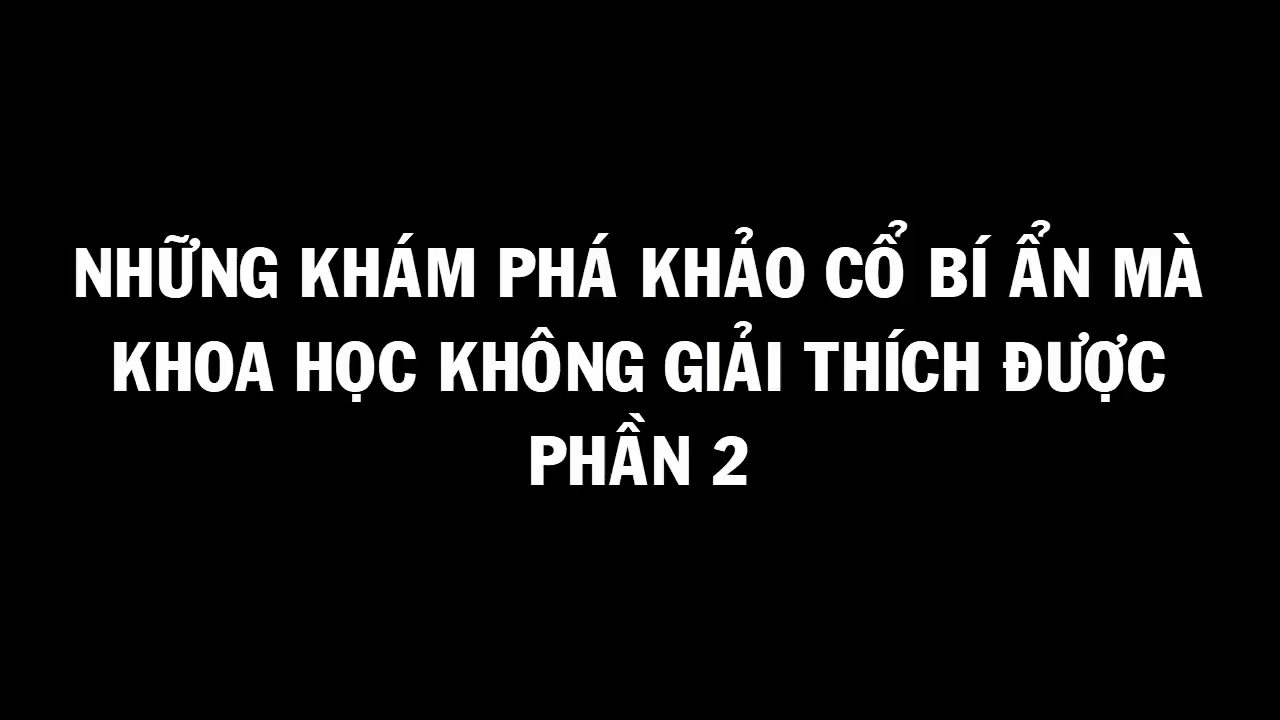 NHỮNG KHÁM PHÁ KHẢO CỔ BÍ ẨN MÀ
KHOA HỌC KHÔNG GIẢI THÍCH ĐƯỢC
PHẦN 2